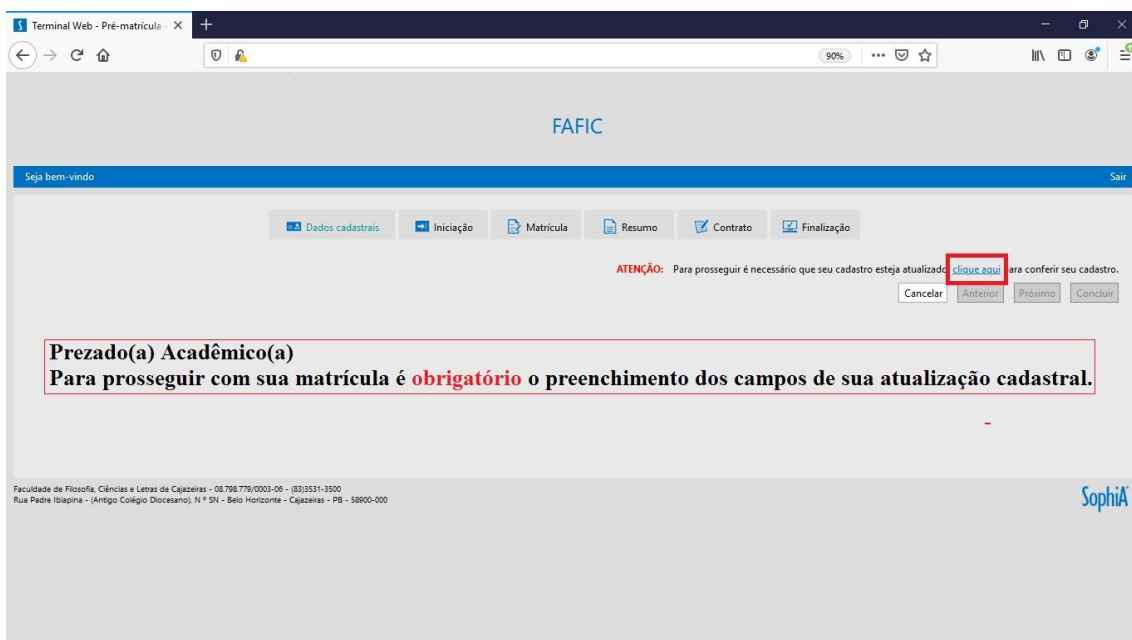 Terminal Web - Pré-matrícula -
90%
FAFIC
Seja bem-vindo
Sair
Dados cadastrais
Iniciação
Matrícula
Resumo
Contrato
Finalização
ATENÇÃO: Para prosseguir é necessário que seu cadastro esteja atualizado clique aqui para conferir seu cadastro.
Cancelar
Anterior
Próximo
Concluir
Prezado(a) Acadêmico(a)
Para prosseguir com sua matrícula é obrigatório o preenchimento dos campos de sua atualização cadastral.
Faculdade de Filosofia, Ciências e Letras de Cajazeiras - 08.798.779/0003-06 - (83)3531-3500
Rua Padre Ibiapina - (Antigo Colégio Diocesano), N º SN - Belo Horizonte - Cajazeiras - PB - 58900-000
SophiA